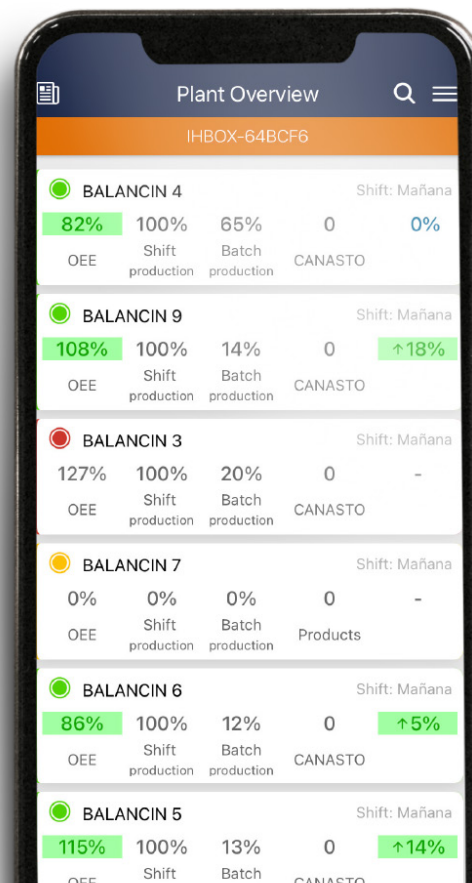 Plant Overview
IHBOX-64BCF6
BALANCIN 4 Shift: Mañana
82% 100% 65% 0 0%
OEE Shift production Batch production CANASTO
BALANCIN 9 Shift: Mañana
108% 100% 14% 0 ↑18%
OEE Shift production Batch production CANASTO
BALANCIN 3 Shift: Mañana
127% 100% 20% 0 -
OEE Shift production Batch production CANASTO
BALANCIN 7 Shift: Mañana
0% 0% 0% 0 -
OEE Shift production Batch production Products
BALANCIN 6 Shift: Mañana
86% 100% 12% 0 ↑5%
OEE Shift production Batch production CANASTO
BALANCIN 5 Shift: Mañana
115% 100% 13% 0 ↑14%
OEE Shift Batch CANASTO